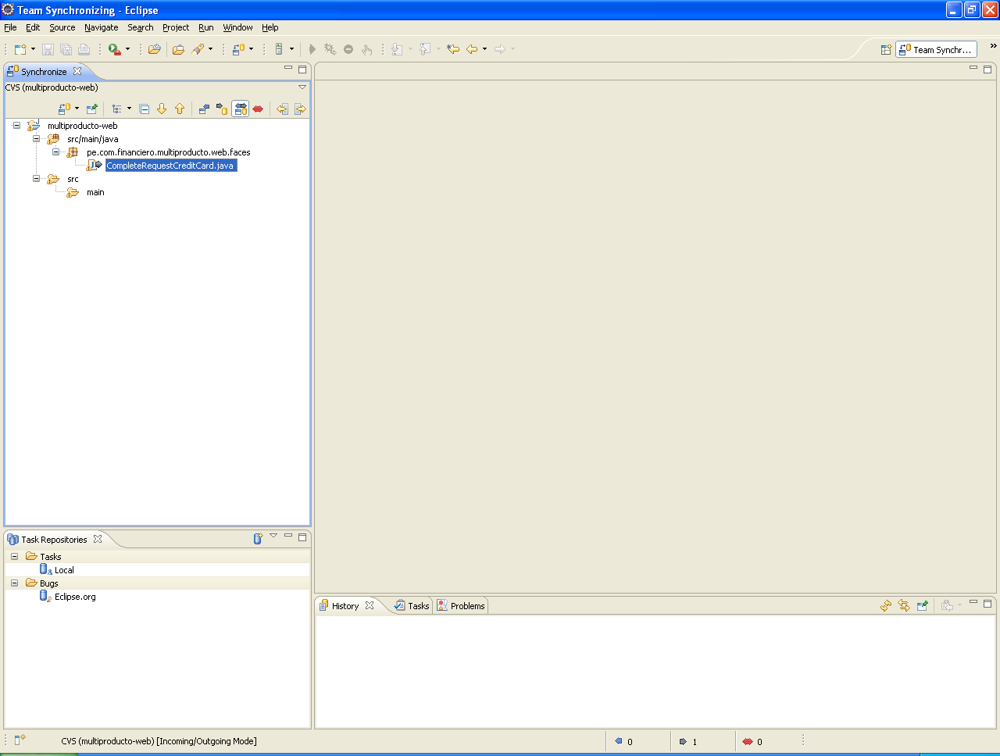 Team Synchronizing - Eclipse
File Edit Source Navigate Search Project Run Window Help
Team Synchr... »
Synchronize
CVS (multiproducto-web)
multiproducto-web
src/main/java
pe.com.financiero.multiproducto.web.faces
CompleteRequestCreditCard.java
src
main
Task Repositories
Tasks
Local
Bugs
Eclipse.org
History Tasks Problems
CVS (multiproducto-web) [Incoming/Outgoing Mode] 0 1 0